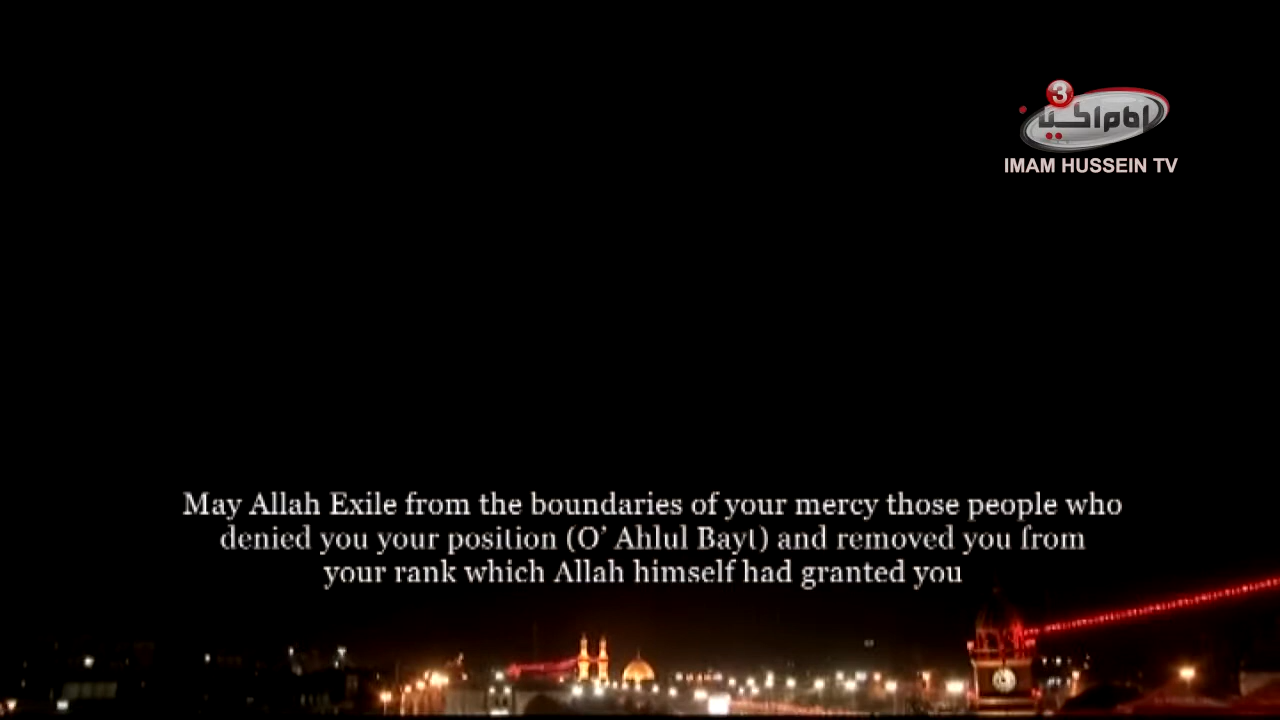 3
امام الحسين
IMAM HUSSEIN TV
May Allah Exile from the boundaries of your mercy those people who
denied you your position (O’ Ahlul Bayt) and removed you from
your rank which Allah himself had granted you